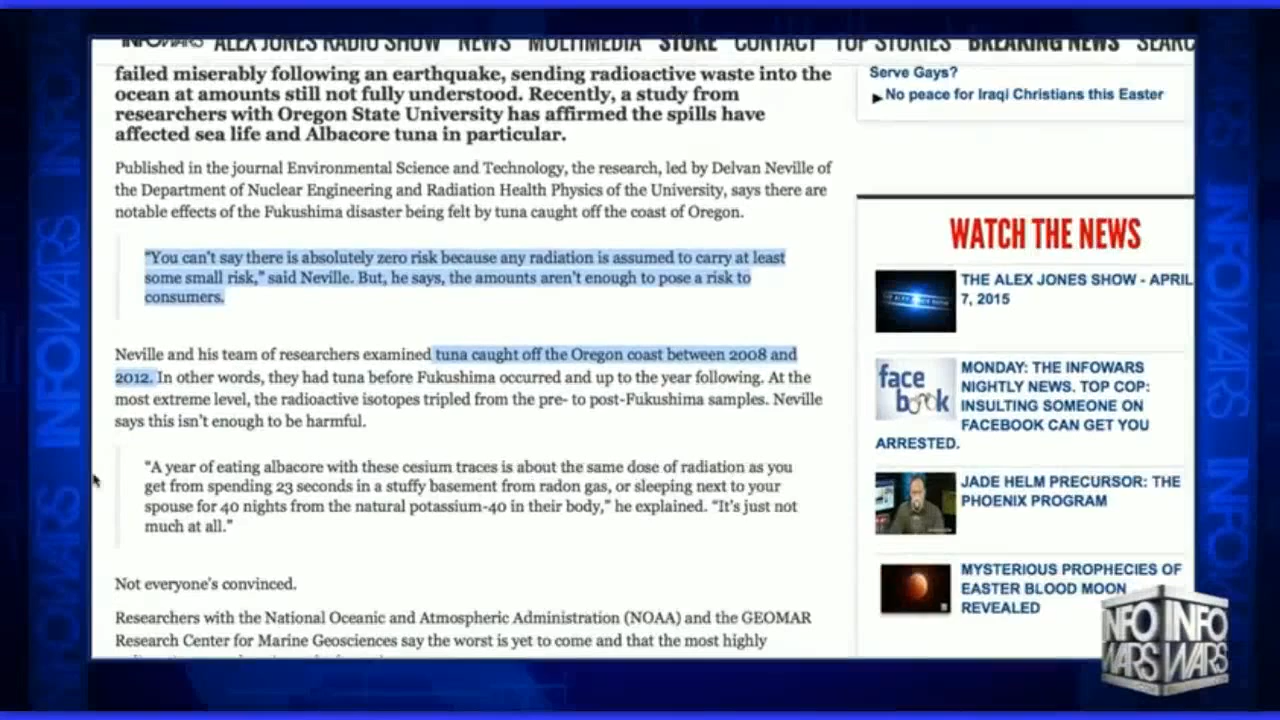 INFOWARS ALEX JONES RADIO SHOW NEWS MULTIMEDIA STORE CONTACT TOP STORIES BREAKING NEWS SEARC
failed miserably following an earthquake, sending radioactive waste into the
ocean at amounts still not fully understood. Recently, a study from
researchers with Oregon State University has affirmed the spills have
affected sea life and Albacore tuna in particular.
Published in the journal Environmental Science and Technology, the research, led by Delvan Neville of
the Department of Nuclear Engineering and Radiation Health Physics of the University, says there are
notable effects of the Fukushima disaster being felt by tuna caught off the coast of Oregon.
“You can’t say there is absolutely zero risk because any radiation is assumed to carry at least
some small risk,” said Neville. But, he says, the amounts aren’t enough to pose a risk to
consumers.
Neville and his team of researchers examined tuna caught off the Oregon coast between 2008 and
2012. In other words, they had tuna before Fukushima occurred and up to the year following. At the
most extreme level, the radioactive isotopes tripled from the pre- to post-Fukushima samples. Neville
says this isn’t enough to be harmful.
“A year of eating albacore with these cesium traces is about the same dose of radiation as you
get from spending 23 seconds in a stuffy basement from radon gas, or sleeping next to your
spouse for 40 nights from the natural potassium-40 in their body,” he explained. “It’s just not
much at all.”
Not everyone’s convinced.
Researchers with the National Oceanic and Atmospheric Administration (NOAA) and the GEOMAR
Research Center for Marine Geosciences say the worst is yet to come and that the most highly
Serve Gays?
No peace for Iraqi Christians this Easter
WATCH THE NEWS
THE ALEX JONES SHOW - APRIL
7, 2015
face
book
MONDAY: THE INFOWARS
NIGHTLY NEWS. TOP COP:
INSULTING SOMEONE ON
FACEBOOK CAN GET YOU
ARRESTED.
JADE HELM PRECURSOR: THE
PHOENIX PROGRAM
MYSTERIOUS PROPHECIES OF
EASTER BLOOD MOON
REVEALED
INFO INFO
WARS WARS